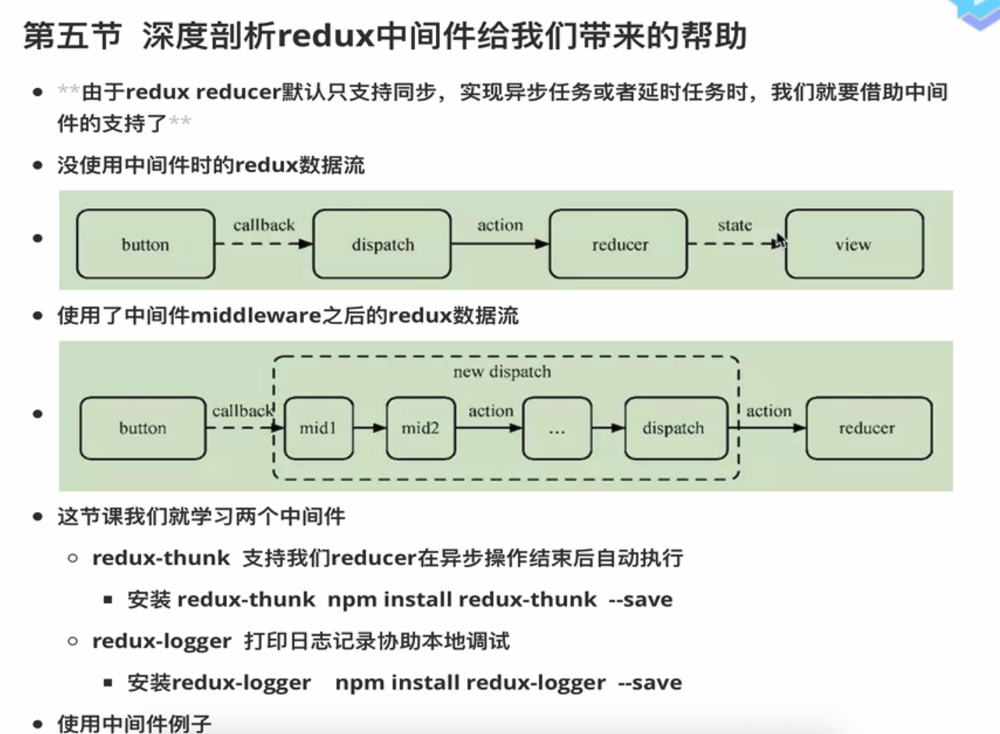 第五节 深度剖析redux中间件给我们带来的帮助
**由于redux reducer默认只支持同步，实现异步任务或者延时任务时，我们就要借助中间
件的支持了**
没使用中间件时的redux数据流
button callback dispatch action reducer state view
使用了中间件middleware之后的redux数据流
new dispatch
button callback mid1 mid2 action ... dispatch action reducer
这节课我们就学习两个中间件
redux-thunk 支持我们reducer在异步操作结束后自动执行
安装 redux-thunk npm install redux-thunk --save
redux-logger 打印日志记录协助本地调试
安装redux-logger npm install redux-logger --save
使用中间件例子